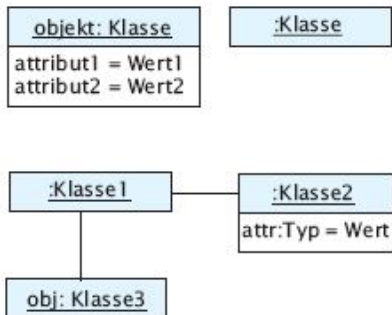 objekt: Klasse
attribut1 = Wert1
attribut2 = Wert2
:Klasse
:Klasse1
:Klasse2
attr:Typ = Wert
obj: Klasse3